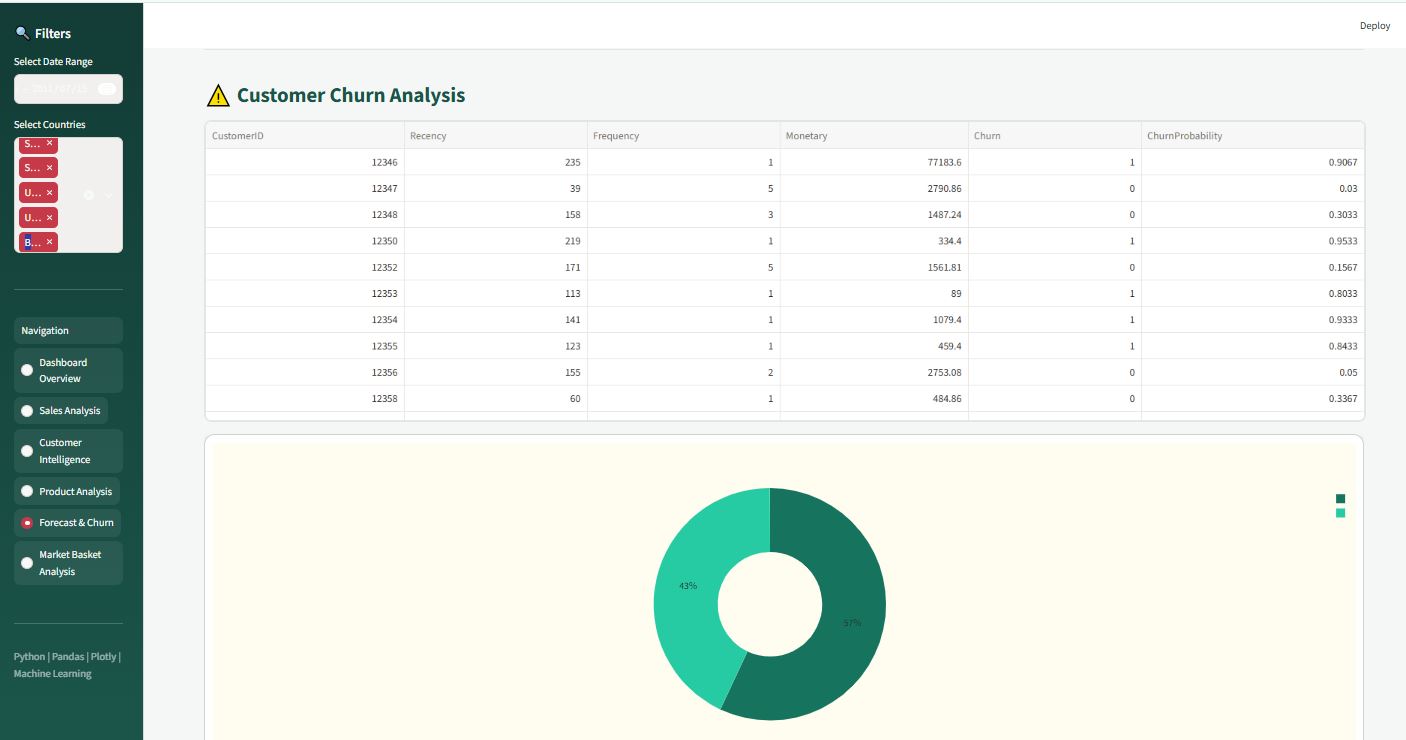 Filters
Select Date Range
– 2011/07/15
Select Countries
S...
S...
U...
U...
B...
Navigation
Dashboard
Overview
Sales Analysis
Customer
Intelligence
Product Analysis
Forecast & Churn
Market Basket
Analysis
Python | Pandas | Plotly |
Machine Learning
Deploy
Customer Churn Analysis
CustomerID Recency Frequency Monetary Churn ChurnProbability
12346 235 1 77183.6 1 0.9067
12347 39 5 2790.86 0 0.03
12348 158 3 1487.24 0 0.3033
12350 219 1 334.4 1 0.9533
12352 171 5 1561.81 0 0.1567
12353 113 1 89 1 0.8033
12354 141 1 1079.4 1 0.9333
12355 123 1 459.4 1 0.8433
12356 155 2 2753.08 0 0.05
12358 60 1 484.86 0 0.3367
43%
57%